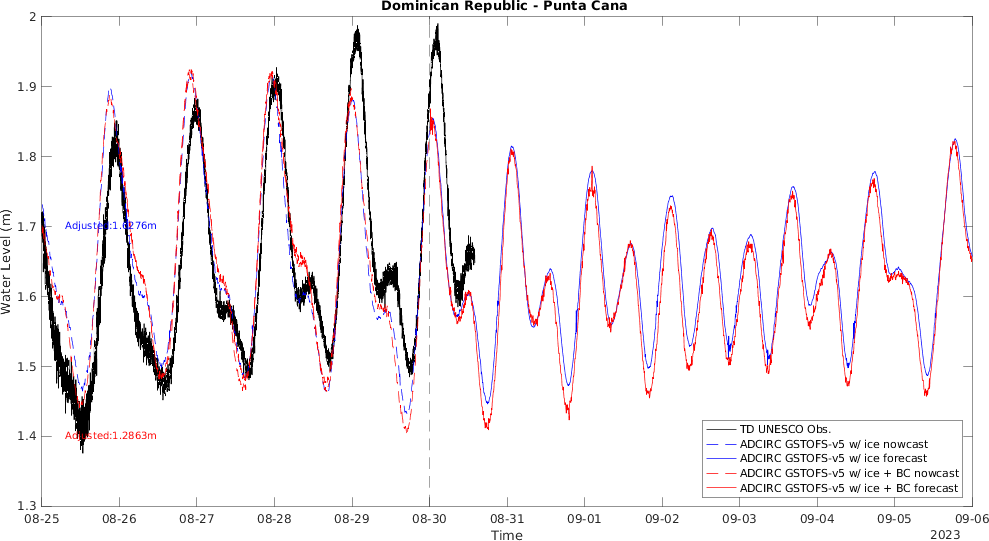 Dominican Republic - Punta Cana
2
1.9
1.8
1.7
1.6
1.5
1.4
1.3
Water Level (m)
Adjusted:1.6276m
Adjusted:1.2863m
TD UNESCO Obs.
ADCIRC GSTOFS-v5 w/ ice nowcast
ADCIRC GSTOFS-v5 w/ ice forecast
ADCIRC GSTOFS-v5 w/ ice + BC nowcast
ADCIRC GSTOFS-v5 w/ ice + BC forecast
08-25 08-26 08-27 08-28 08-29 08-30 08-31 09-01 09-02 09-03 09-04 09-05 09-06
Time
2023